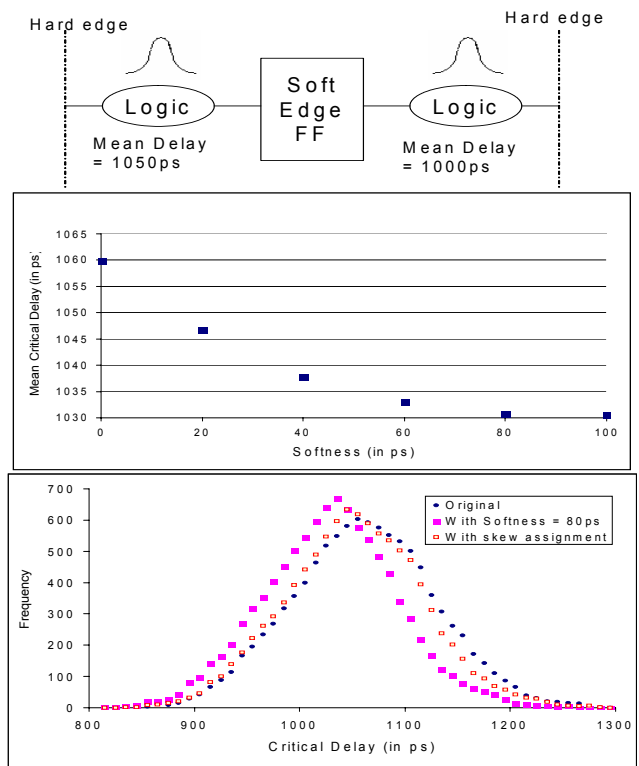 Hard edge
Hard edge
Logic
Soft
Edge
FF
Logic
Mean Delay
= 1050ps
Mean Delay
= 1000ps
Mean Critical Delay (in ps)
1065
1060
1055
1050
1045
1040
1035
1030
0 20 40 60 80 100
Softness (in ps)
Frequency
700
600
500
400
300
200
100
0
Original
With Softness = 80ps
With skew assignment
800 900 1000 1100 1200 1300
Critical Delay (in ps)